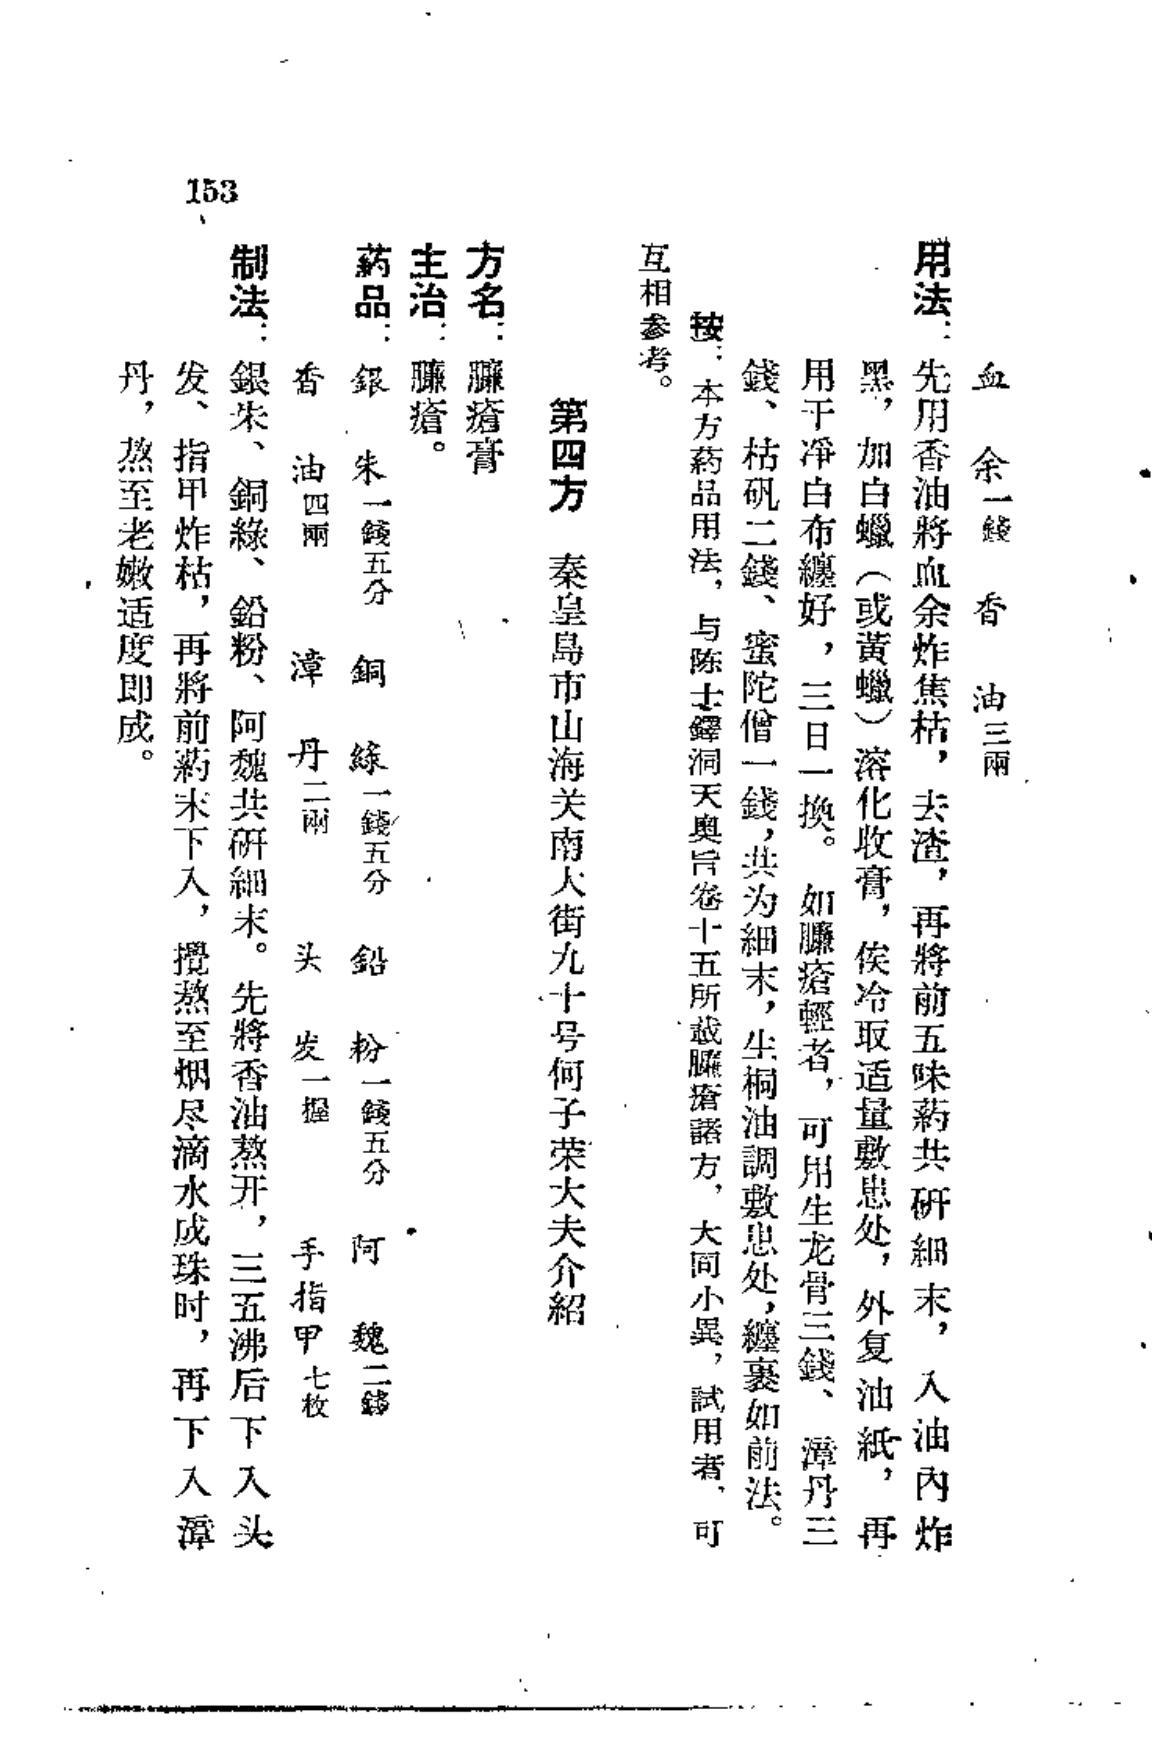 血　余一錢　香　油三兩
用法：先用香油將血余炸焦枯，去渣，再將前五味葯共研細末，入油內炸
黑，加白蠟（或黃蠟）溶化收膏，俟冷取适量敷患处，外复油紙，再
用干凈白布纏好，三日一換。如臁瘡輕者，可用生龙骨三錢、漳丹三
錢、枯矾二錢、蜜陀僧一錢，共为細末，生桐油調敷患处，纏裹如前法。
按：本方葯品用法，与陈士鐸洞天奥旨卷十五所載臁瘡諸方，大同小異，試用者，可
互相参考。
第四方　秦皇島市山海关南大街九十号何子荣大夫介紹
方名：臁瘡膏
主治：臁瘡。
葯品：銀　朱一錢五分　銅　綠一錢五分　鉛　粉一錢五分　阿　魏二錢
香　油四兩　漳　丹二兩　头　发一握　手指甲七枚
制法：銀朱、銅綠、鉛粉、阿魏共研細末。先將香油熬开，三五沸后下入头
发、指甲炸枯，再將前葯末下入，攪熬至烟尽滴水成珠时，再下入漳
丹，熬至老嫩适度即成。
153